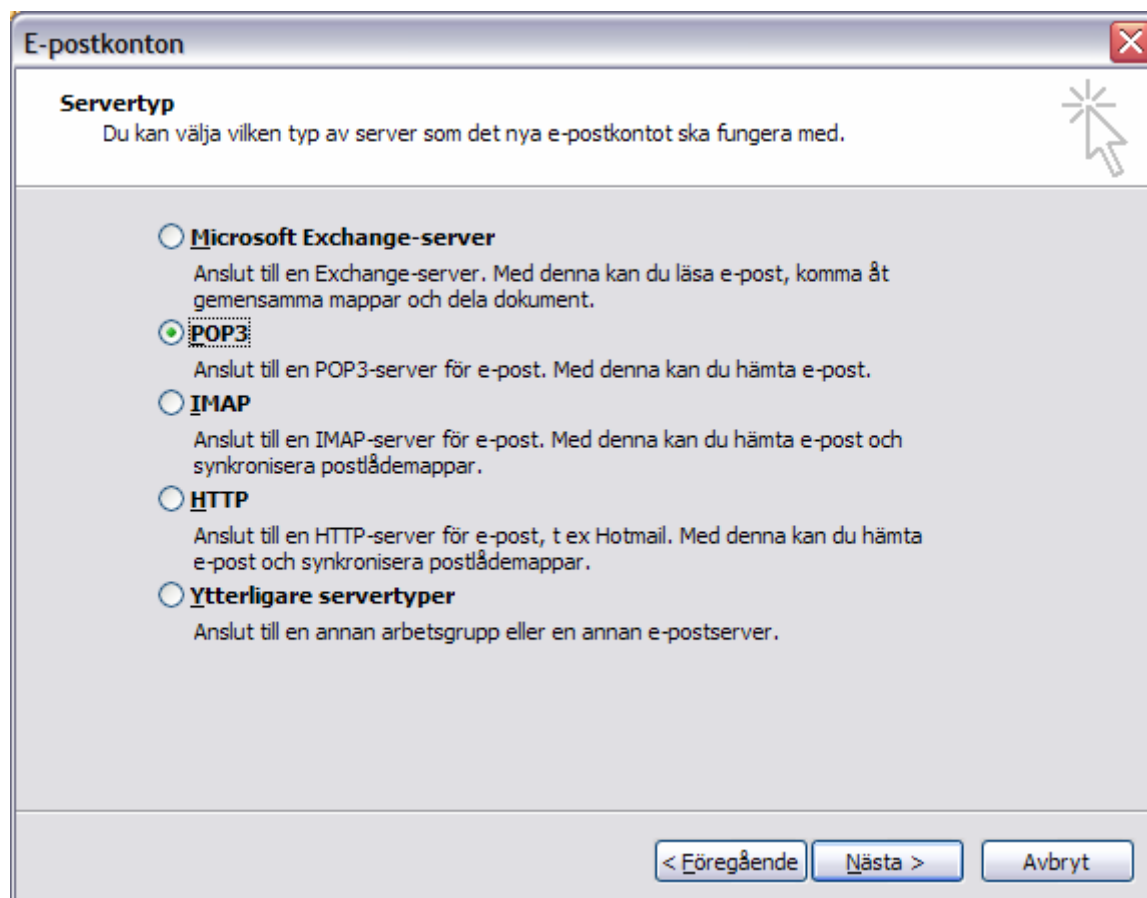 E-postkonton
Servertyp
Du kan välja vilken typ av server som det nya e-postkontot ska fungera med.
Microsoft Exchange-server
Anslut till en Exchange-server. Med denna kan du läsa e-post, komma åt
gemensamma mappar och dela dokument.
POP3
Anslut till en POP3-server för e-post. Med denna kan du hämta e-post.
IMAP
Anslut till en IMAP-server för e-post. Med denna kan du hämta e-post och
synkronisera postlådemappar.
HTTP
Anslut till en HTTP-server för e-post, t ex Hotmail. Med denna kan du hämta
e-post och synkronisera postlådemappar.
Ytterligare servertyper
Anslut till en annan arbetsgrupp eller en annan e-postserver.
< Föregående
Nästa >
Avbryt